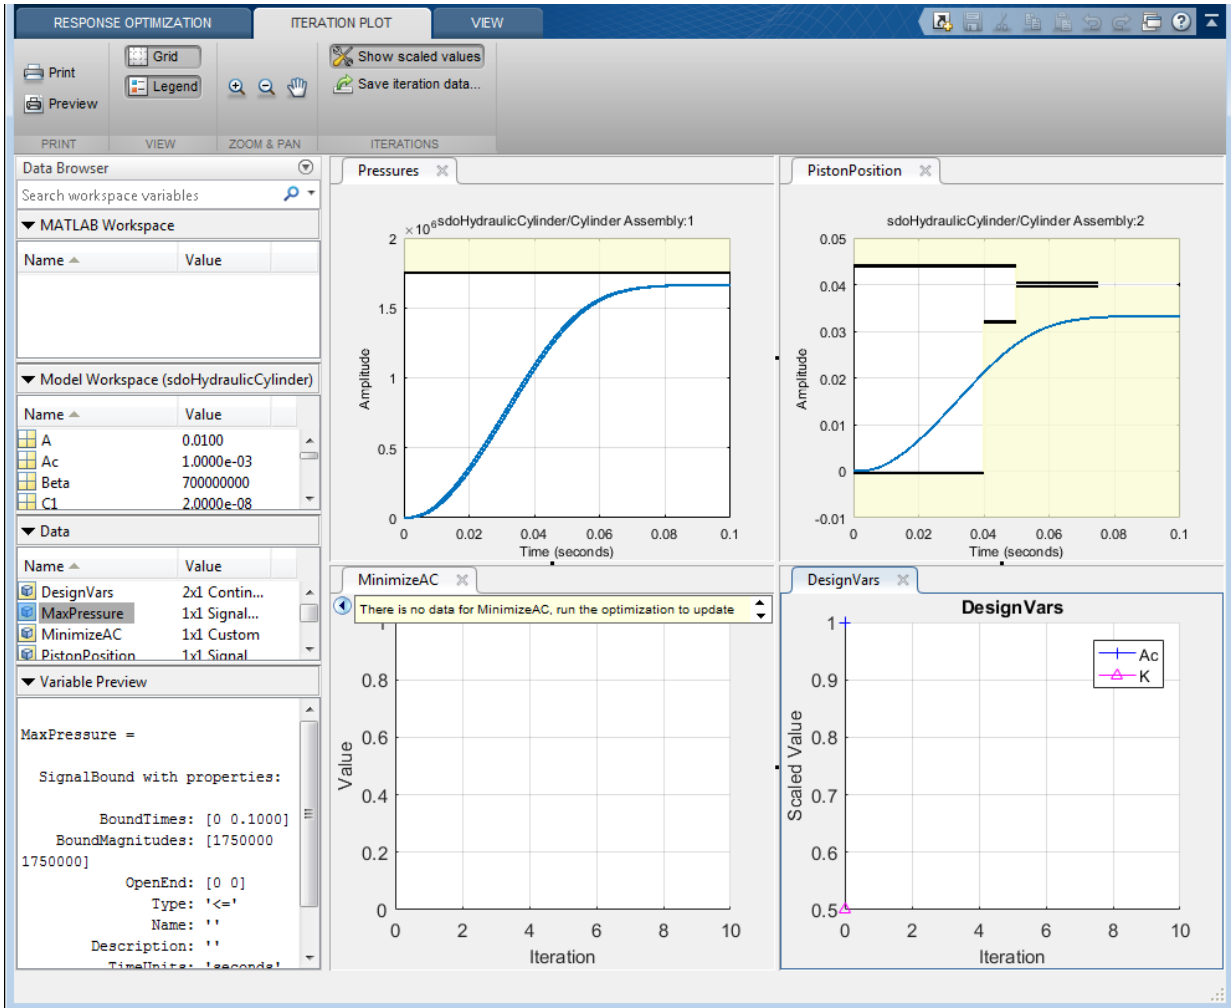 RESPONSE OPTIMIZATION ITERATION PLOT VIEW
Print
Preview
Grid
Legend
Show scaled values
Save iteration data...
PRINT VIEW ZOOM & PAN ITERATIONS
Data Browser
Search workspace variables
MATLAB Workspace
Name Value
Model Workspace (sdoHydraulicCylinder)
Name Value
A 0.0100
Ac 1.0000e-03
Beta 700000000
C1 2.0000e-08
Data
Name Value
DesignVars 2x1 Contin...
MaxPressure 1x1 Signal...
MinimizeAC 1x1 Custom
PistonPosition 1x1 Signal
Variable Preview
MaxPressure =
SignalBound with properties:
BoundTimes: [0 0.1000]
BoundMagnitudes: [1750000
1750000]
OpenEnd: [0 0]
Type: '<='
Name: ''
Description: ''
TimeUnits: 'seconds'
Pressures
×10⁶ sdoHydraulicCylinder/Cylinder Assembly:1
2
1.5
1
0.5
0
Amplitude
0 0.02 0.04 0.06 0.08 0.1
Time (seconds)
PistonPosition
sdoHydraulicCylinder/Cylinder Assembly:2
0.05
0.04
0.03
0.02
0.01
0
-0.01
Amplitude
0 0.02 0.04 0.06 0.08 0.1
Time (seconds)
MinimizeAC
There is no data for MinimizeAC, run the optimization to update
1
0.8
0.6
0.4
0.2
0
Value
0 2 4 6 8 10
Iteration
DesignVars
DesignVars
1
0.9
0.8
0.7
0.6
0.5
Scaled Value
Ac
K
0 2 4 6 8 10
Iteration